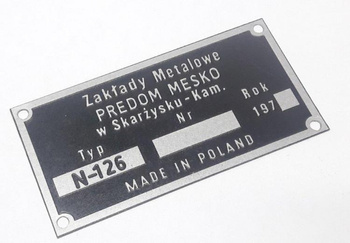 Zakłady Metalowe
PREDOM MESKO
w Skarżysku-Kam.
Typ Nr Rok
N-126 197
MADE IN POLAND